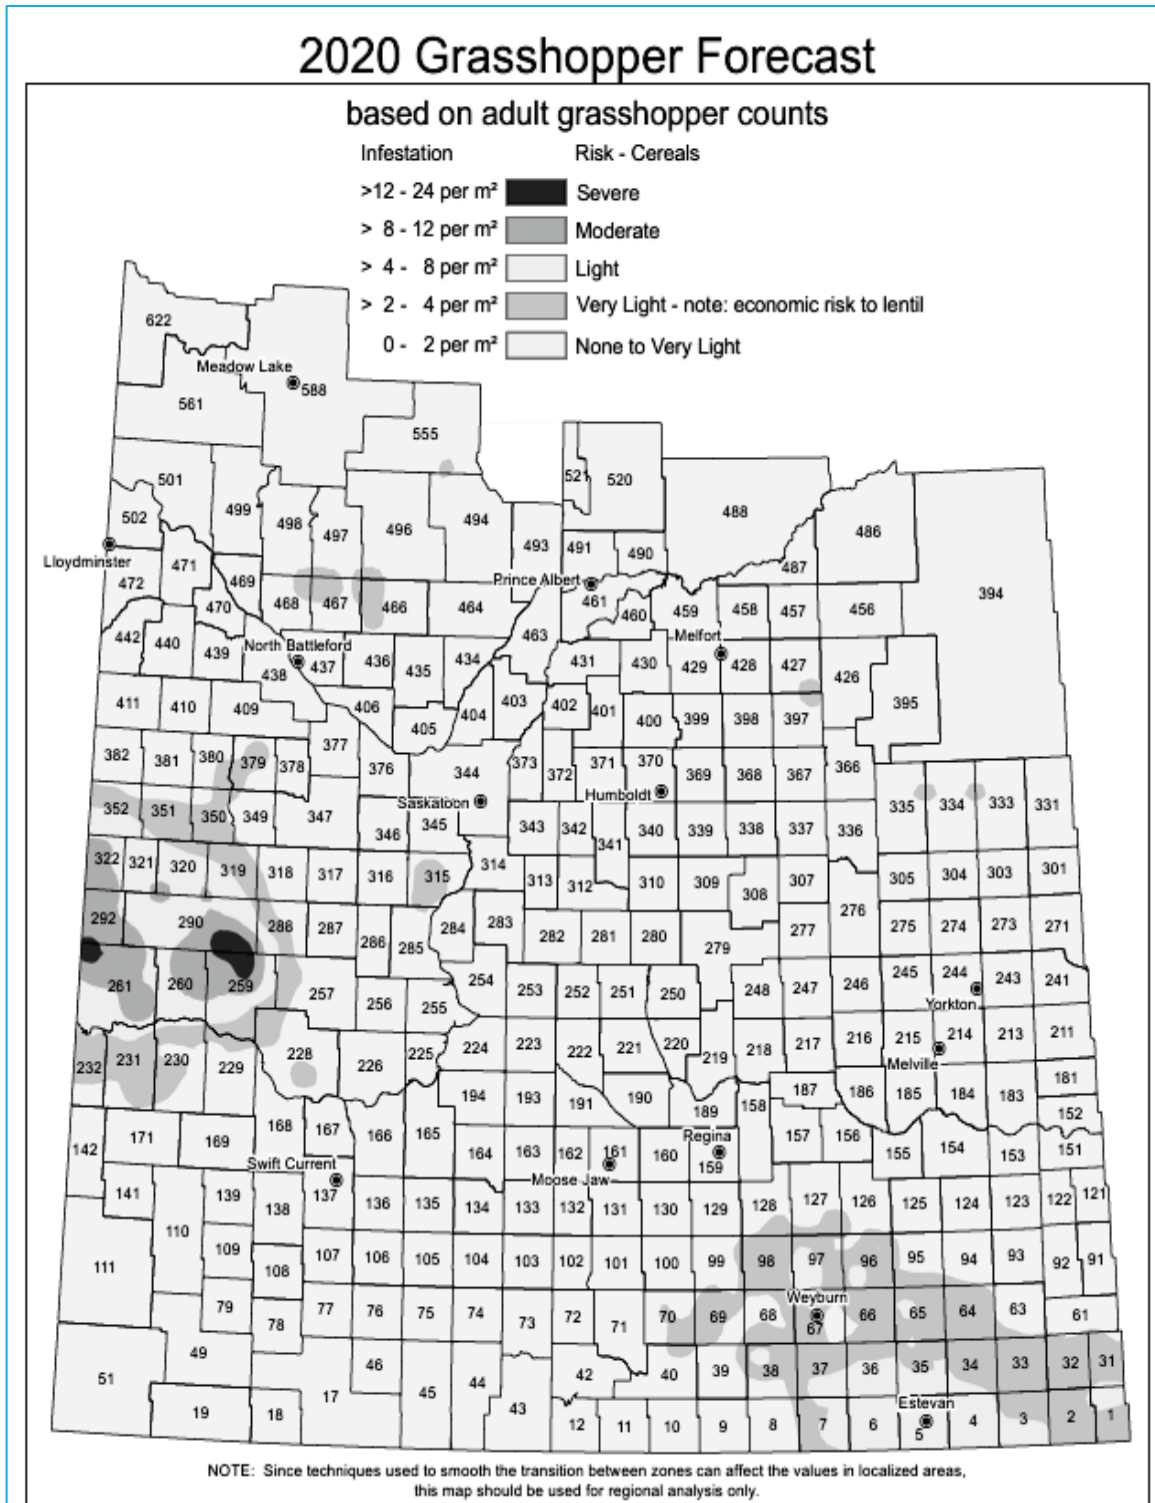 2020 Grasshopper Forecast
based on adult grasshopper counts
Infestation Risk - Cereals
>12 - 24 per m² Severe
> 8 - 12 per m² Moderate
> 4 - 8 per m² Light
> 2 - 4 per m² Very Light - note: economic risk to lentil
0 - 2 per m² None to Very Light
622
Meadow Lake
588
561
555
501
521 520
499
502 498 497 496 494 488
493 491 490 486
Lloydminster
487
472 471 469 Prince Albert
394
470 468 467 466 464 461 460 459 458 457 456
442 440 439 North Battleford 463 Melfort
438 437 436 435 434 431 430 429 428 427 426
411 410 409 406 405 404 403 402 401 400 399 398 397 395
382 381 380 379 378 377 376 344 373 372 371 370 369 368 367 366
Saskatoon Humboldt
352 351 350 349 347 346 345 343 342 341 340 339 338 337 336 335 334 333 331
322 321 320 319 318 317 316 315 314 313 312 310 309 308 307 305 304 303 301
292 290 288 287 286 285 284 283 282 281 280 279 277 276 275 274 273 271
261 260 259 257 256 255 254 253 252 251 250 248 247 246 245 244 243 241
Yorkton
232 231 230 229 228 226 225 224 223 222 221 220 219 218 217 216 215 214 213 211
Melville
194 193 191 190 189 187 186 185 184 183 181
158
152
142 171 169 168 167 166 165 164 163 162 161 160 159 157 156 155 154 153 151
Regina
Swift Current Moose Jaw
141 139 138 137 136 135 134 133 132 131 130 129 128 127 126 125 124 123 122 121
111 110 109 108 107 106 105 104 103 102 101 100 99 98 97 96 95 94 93 92 91
Weyburn
79 78 77 76 75 74 73 72 71 70 69 68 67 66 65 64 63 61
51 49 46 45 44 42 40 39 38 37 36 35 34 33 32 31
Estevan
19 18 17 43 12 11 10 9 8 7 6 5 4 3 2 1
NOTE: Since techniques used to smooth the transition between zones can affect the values in localized areas,
this map should be used for regional analysis only.